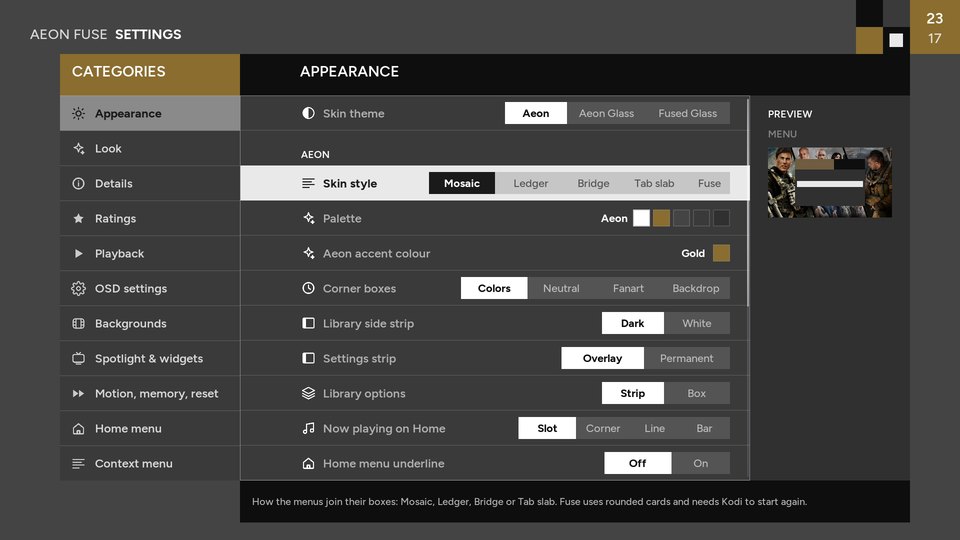 AEON FUSE SETTINGS
23
17
CATEGORIES
APPEARANCE
Appearance
Look
Details
Ratings
Playback
OSD settings
Backgrounds
Spotlight & widgets
Motion, memory, reset
Home menu
Context menu
Skin theme Aeon Aeon Glass Fused Glass
AEON
Skin style Mosaic Ledger Bridge Tab slab Fuse
Palette Aeon
Aeon accent colour Gold
Corner boxes Colors Neutral Fanart Backdrop
Library side strip Dark White
Settings strip Overlay Permanent
Library options Strip Box
Now playing on Home Slot Corner Line Bar
Home menu underline Off On
PREVIEW
MENU
How the menus join their boxes: Mosaic, Ledger, Bridge or Tab slab. Fuse uses rounded cards and needs Kodi to start again.